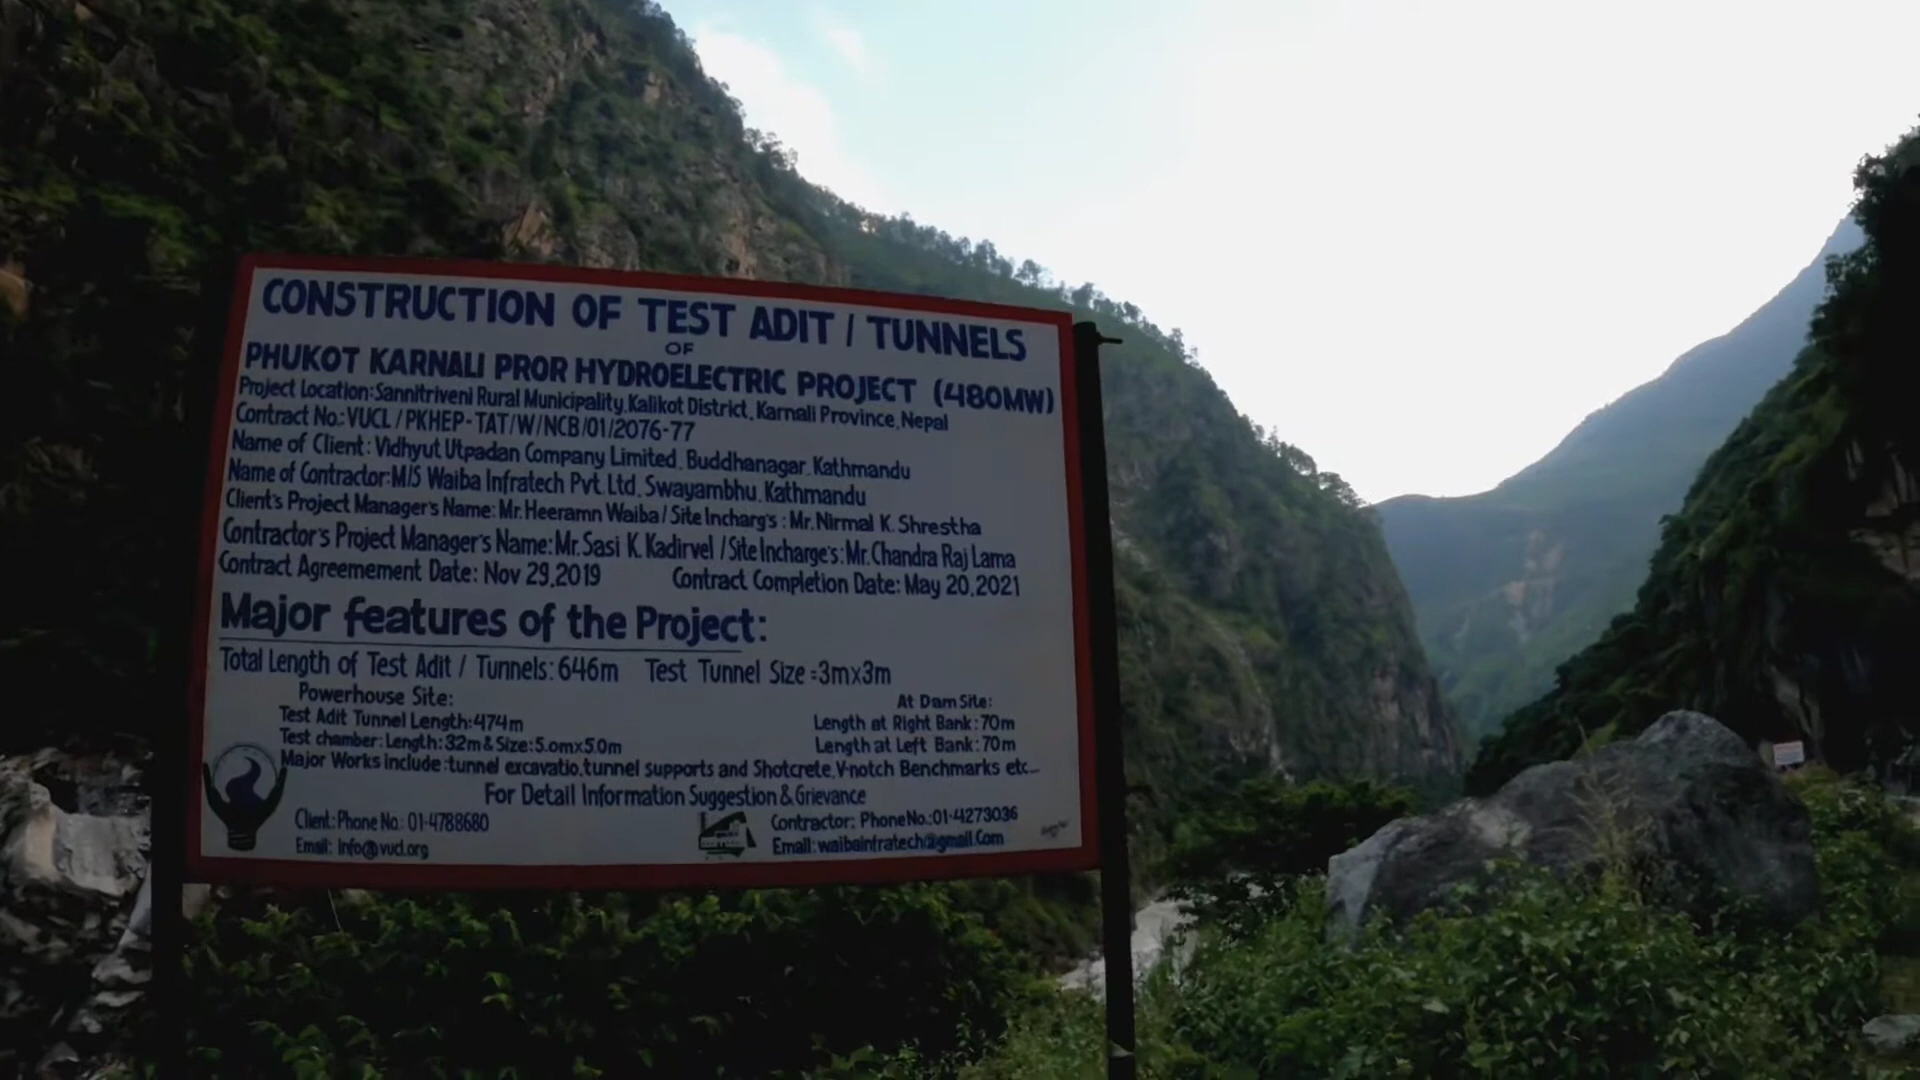 CONSTRUCTION OF TEST ADIT / TUNNELS
OF
PHUKOT KARNALI PROR HYDROELECTRIC PROJECT (480MW)
Project Location:Sannitriveni Rural Municipality,Kalikot District, Karnali Province,Nepal
Contract No.:VUCL/PKHEP-TAT/W/NCB/01/2076-77
Name of Client: Vidhyut Utpadan Company Limited, Buddhanagar, Kathmandu
Name of Contractor:M/S Waiba Infratech Pvt. Ltd, Swayambhu, Kathmandu
Client's Project Manager's Name: Mr.Heeramn Waiba/Site Incharg's : Mr.Nirmal K. Shrestha
Contractor's Project Manager's Name:Mr.Sasi K. Kadirvel /Site Incharge's: Mr.Chandra Raj Lama
Contract Agreemement Date: Nov 29,2019 Contract Completion Date: May 20,2021
Major features of the Project:
Total Length of Test Adit / Tunnels: 646m Test Tunnel Size =3mx3m
Powerhouse Site: At Dam Site:
Test Adit Tunnel Length:474m Length at Right Bank: 70m
Test chamber: Length: 32m & Size:5.0mx5.0m Length at Left Bank: 70m
Major Works include :tunnel excavatio,tunnel supports and Shotcrete,V-notch Benchmarks etc...
For Detail Information Suggestion & Grievance
Client: Phone No.: 01-4788680 Contractor: Phone No.:01-4273036
Email: info@vucl.org Email: waibainfratech@gmail.Com